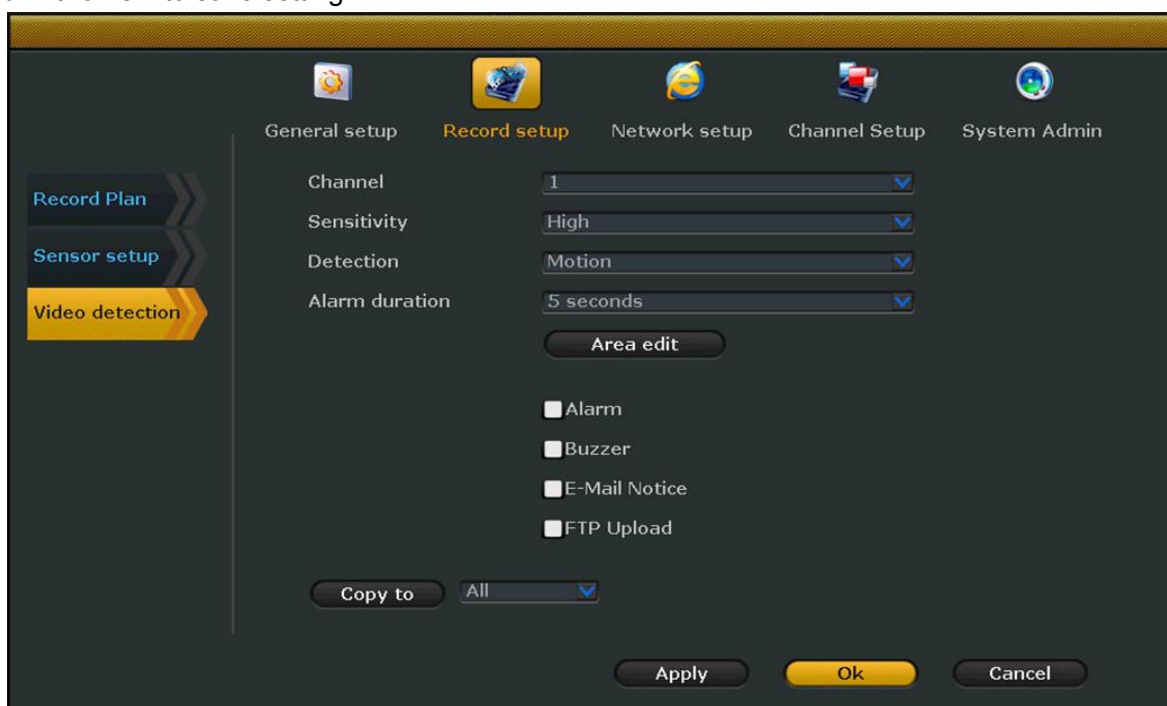 General setup Record setup Network setup Channel Setup System Admin
Record Plan
Sensor setup
Video detection
Channel 1
Sensitivity High
Detection Motion
Alarm duration 5 seconds
Area edit
Alarm
Buzzer
E-Mail Notice
FTP Upload
Copy to All
Apply Ok Cancel